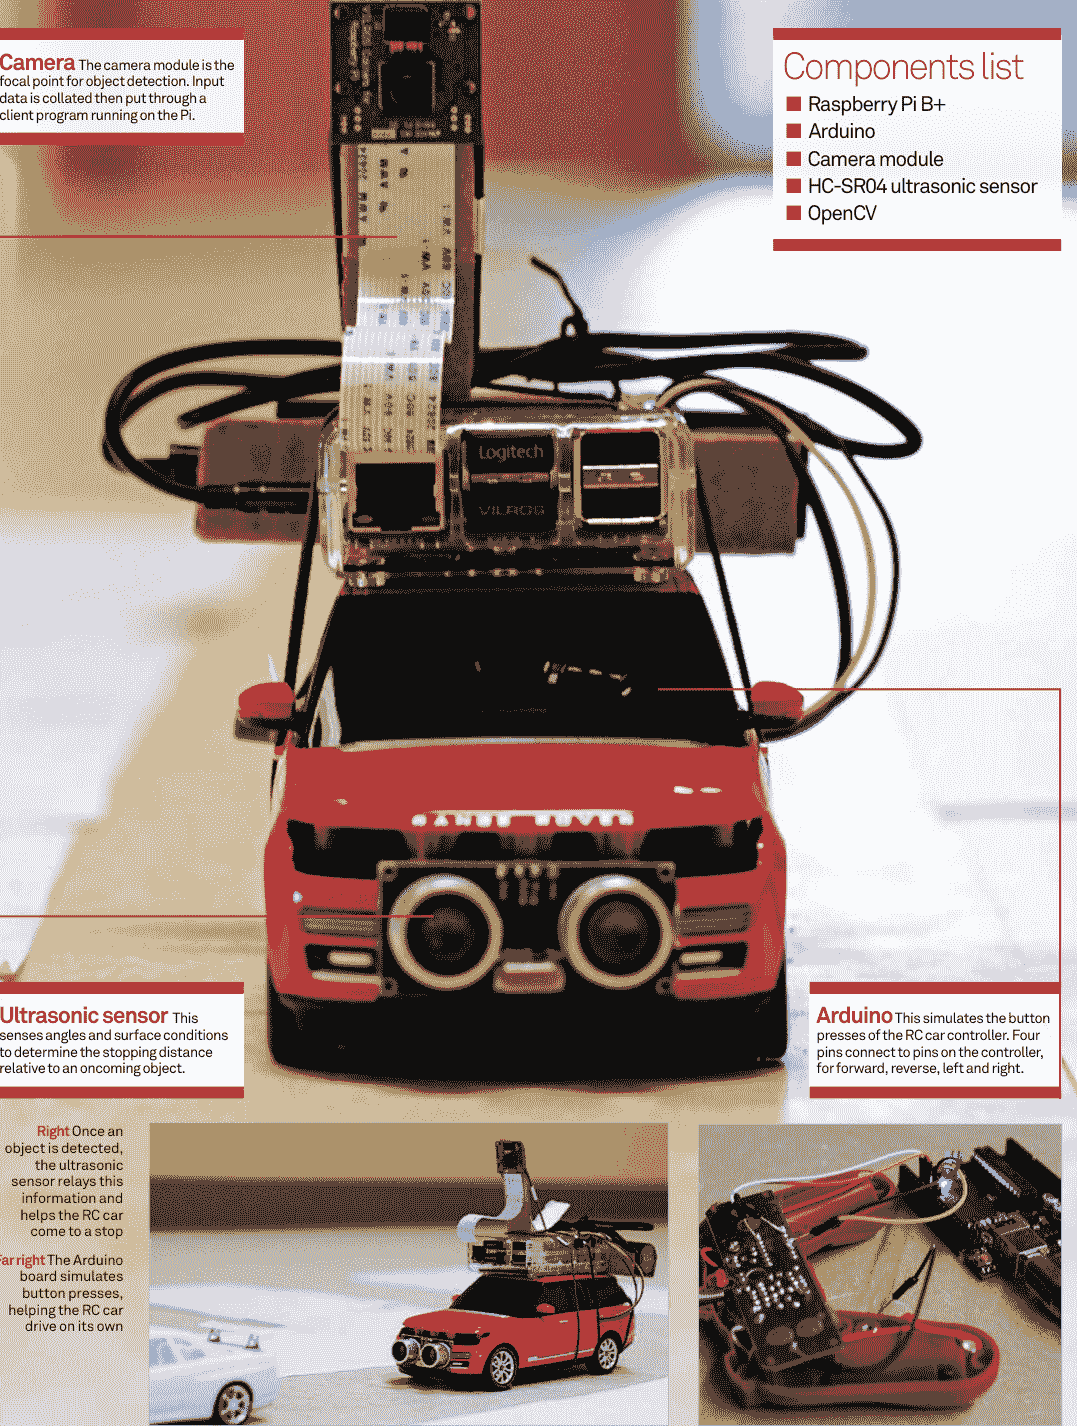 Camera The camera module is the
focal point for object detection. Input
data is collated then put through a
client program running on the Pi.
Components list
Raspberry Pi B+
Arduino
Camera module
HC-SR04 ultrasonic sensor
OpenCV
Logitech
VILROS
Ultrasonic sensor This
senses angles and surface conditions
to determine the stopping distance
relative to an oncoming object.
Arduino This simulates the button
presses of the RC car controller. Four
pins connect to pins on the controller,
for forward, reverse, left and right.
Right Once an
object is detected,
the ultrasonic
sensor relays this
information and
helps the RC car
come to a stop
Far right The Arduino
board simulates
button presses,
helping the RC car
drive on its own